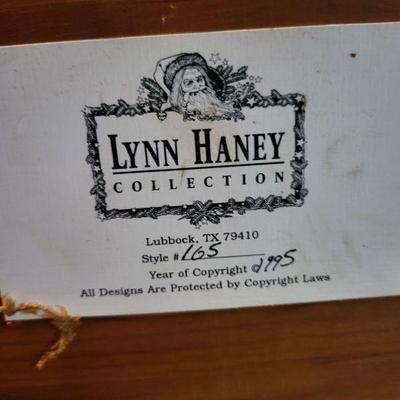 LYNN HANEY
COLLECTION
Lubbock, TX 79410
Style # 165
Year of Copyright © 1995
All Designs Are Protected by Copyright Laws